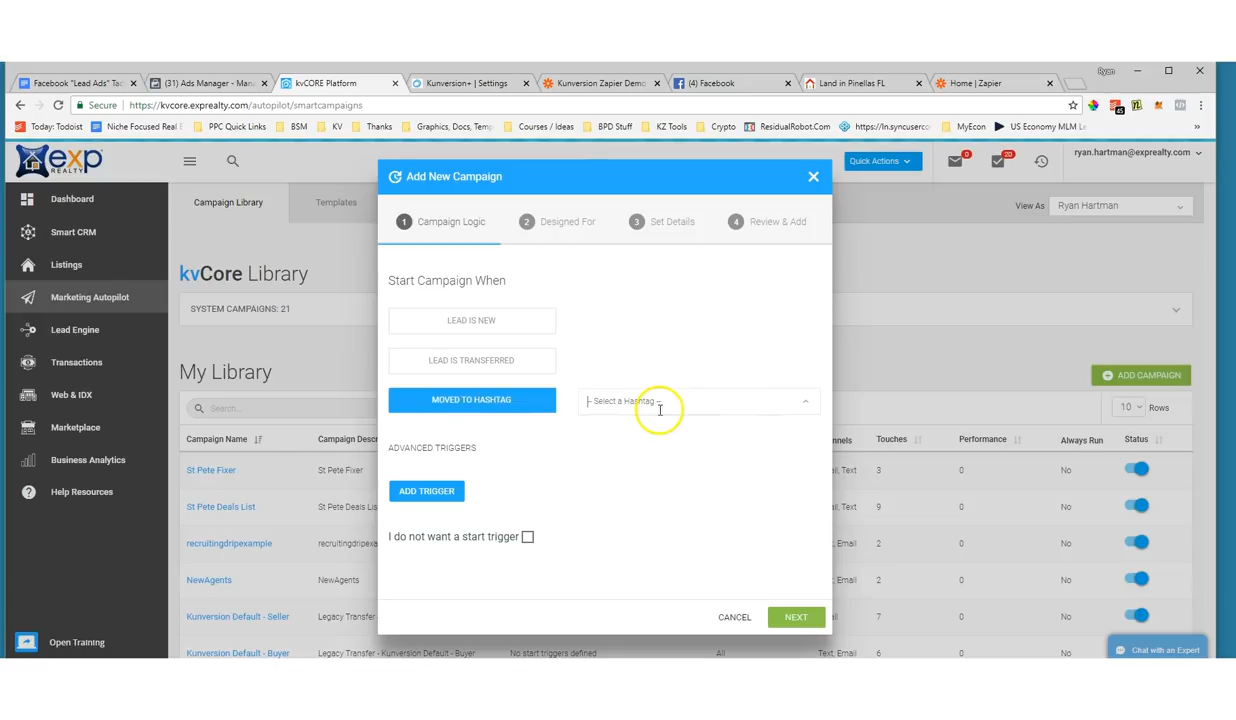 Facebook "Lead Ads" Tac
(31) Ads Manager - Mana
kvCORE Platform
Kunversion+ | Settings
Kunversion Zapier Demo
(4) Facebook
Land in Pinellas FL
Home | Zapier
Ryan
Secure
https://kvcore.exprealty.com/autopilot/smartcampaigns
45
Today: Todoist
Niche Focused Real E
PPC Quick Links
BSM
KV
Thanks
Graphics, Docs, Temp
Courses / Ideas
BPD Stuff
KZ Tools
Crypto
ResidualRobot.Com
https://ln.syncuserco
MyEcon
US Economy MLM Le
»
exp
REALTY
Quick Actions
0
20
ryan.hartman@exprealty.com
Dashboard
Smart CRM
Listings
Marketing Autopilot
Lead Engine
Transactions
Web & IDX
Marketplace
Business Analytics
Help Resources
Open Training
Campaign Library
Templates
View As
Ryan Hartman
kvCore Library
SYSTEM CAMPAIGNS: 21
My Library
ADD CAMPAIGN
Search...
10
Rows
Campaign Name
Campaign Descr
nnels
Touches
Performance
Always Run
Status
St Pete Fixer
St Pete Fixer
il, Text
3
0
No
St Pete Deals List
St Pete Deals Lis
il, Text
9
0
No
recruitingdripexample
recruitingdripexa
t, Email
2
0
No
NewAgents
NewAgents
t, Email
2
0
No
Kunversion Default - Seller
Legacy Transfer
t, Email
7
0
No
Kunversion Default - Buyer
Legacy Transfer - Kunversion Default - Buyer
No start triggers defined
All
Text, Email
6
0
No
Add New Campaign
1 Campaign Logic
2 Designed For
3 Set Details
4 Review & Add
Start Campaign When
LEAD IS NEW
LEAD IS TRANSFERRED
MOVED TO HASHTAG
- Select a Hashtag -
ADVANCED TRIGGERS
ADD TRIGGER
I do not want a start trigger
CANCEL
NEXT
Chat with an Expert